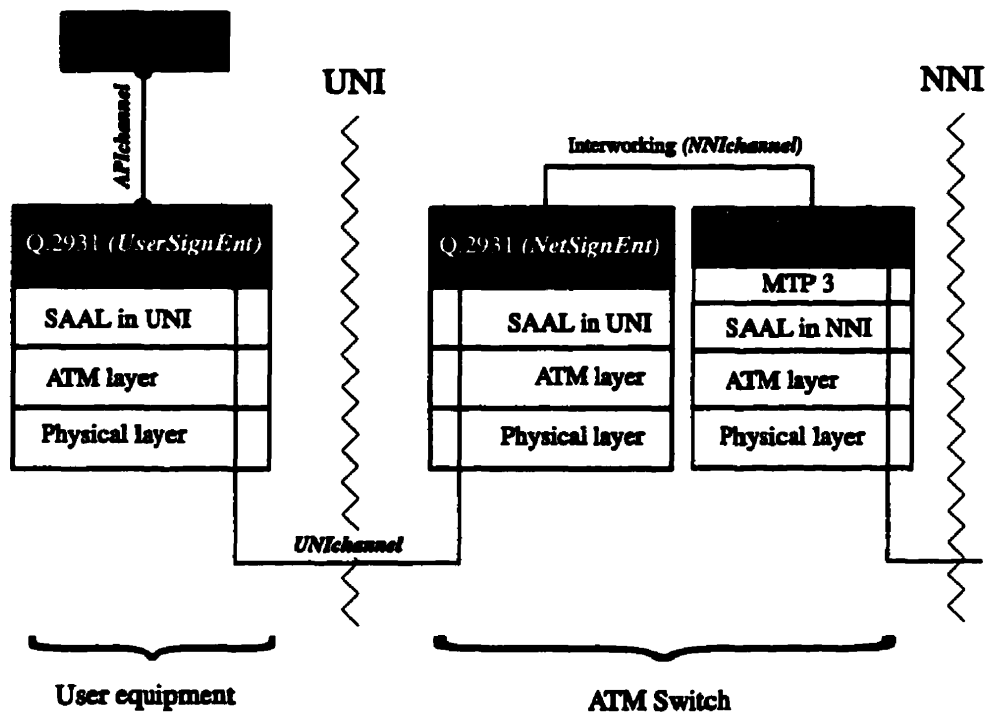 UNI
NNI
APIchannel
Interworking (NNIchannel)
Q.2931 (UserSignEnt)
Q.2931 (NetSignEnt)
MTP 3
SAAL in UNI
SAAL in UNI
SAAL in NNI
ATM layer
ATM layer
ATM layer
Physical layer
Physical layer
Physical layer
UNIchannel
User equipment
ATM Switch